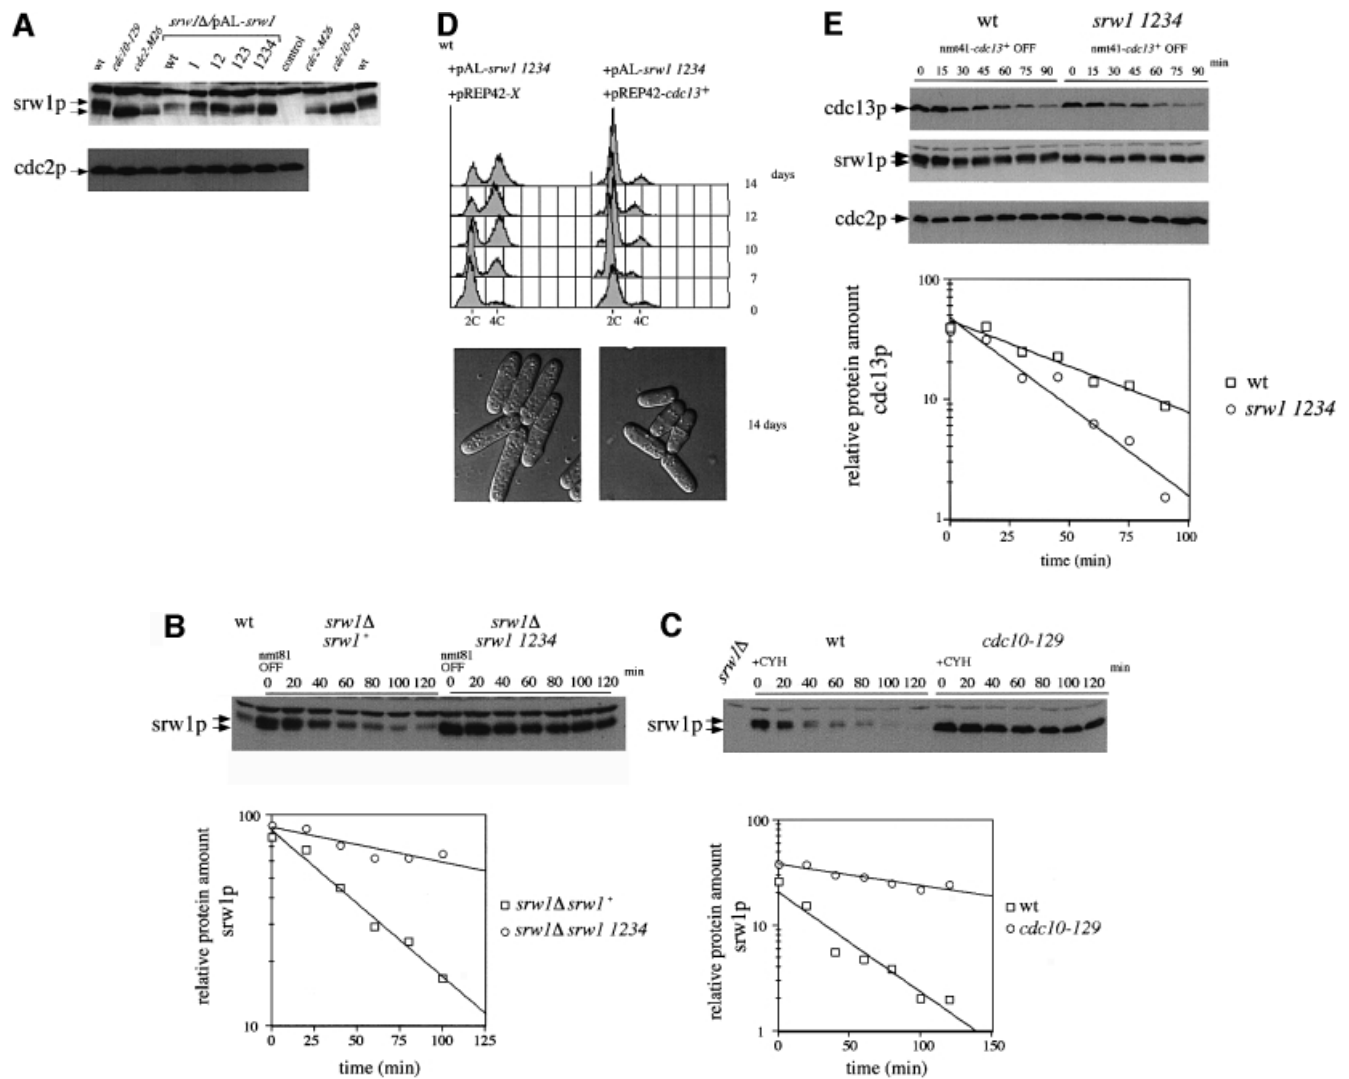 A
srw1Δ/pAL-srw1
wt cdc10-129 cdc2-M26 wt 1 12 123 1234 control cdc2-M26 cdc10-129 wt
srw1p
cdc2p
D
wt
+pAL-srw1 1234 +pAL-srw1 1234
+pREP42-X +pREP42-cdc13+
14 days
12
10
7
0
2C 4C 2C 4C
14 days
E
wt srw1 1234
nmt41-cdc13+ OFF nmt41-cdc13+ OFF
0 15 30 45 60 75 90 0 15 30 45 60 75 90 min
cdc13p
srw1p
cdc2p
relative protein amount
cdc13p
100
10
1
0 25 50 75 100
time (min)
wt
srw1 1234
B
wt srw1Δ srw1Δ
srw1+ srw1 1234
nmt81 nmt81
OFF OFF
0 20 40 60 80 100 120 0 20 40 60 80 100 120 min
srw1p
relative protein amount
srw1p
100
10
0 25 50 75 100 125
time (min)
srw1Δ srw1+
srw1Δ srw1 1234
C
srw1Δ wt cdc10-129
+CYH +CYH
0 20 40 60 80 100 120 0 20 40 60 80 100 120 min
srw1p
relative protein amount
srw1p
100
10
1
0 50 100 150
time (min)
wt
cdc10-129